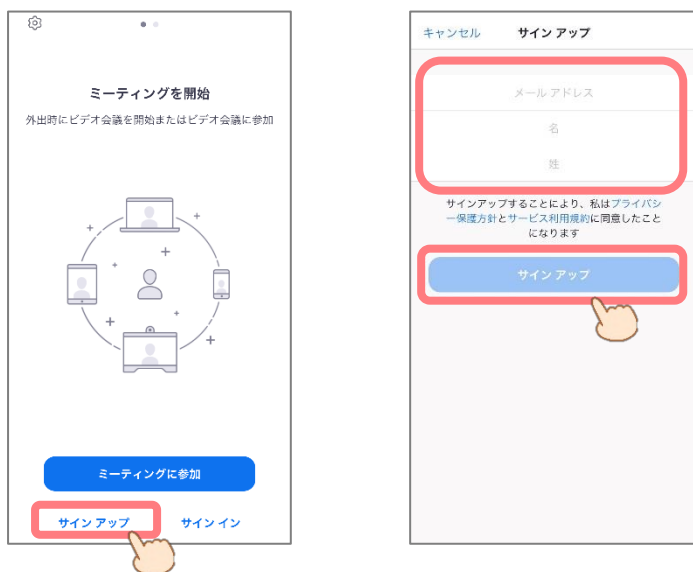 ミーティングを開始
外出時にビデオ会議を開始またはビデオ会議に参加
ミーティングに参加
サイン アップ
サイン イン
キャンセル
サイン アップ
メール アドレス
名
姓
サインアップすることにより、私はプライバシ
ー保護方針とサービス利用規約に同意したこと
になります
サイン アップ